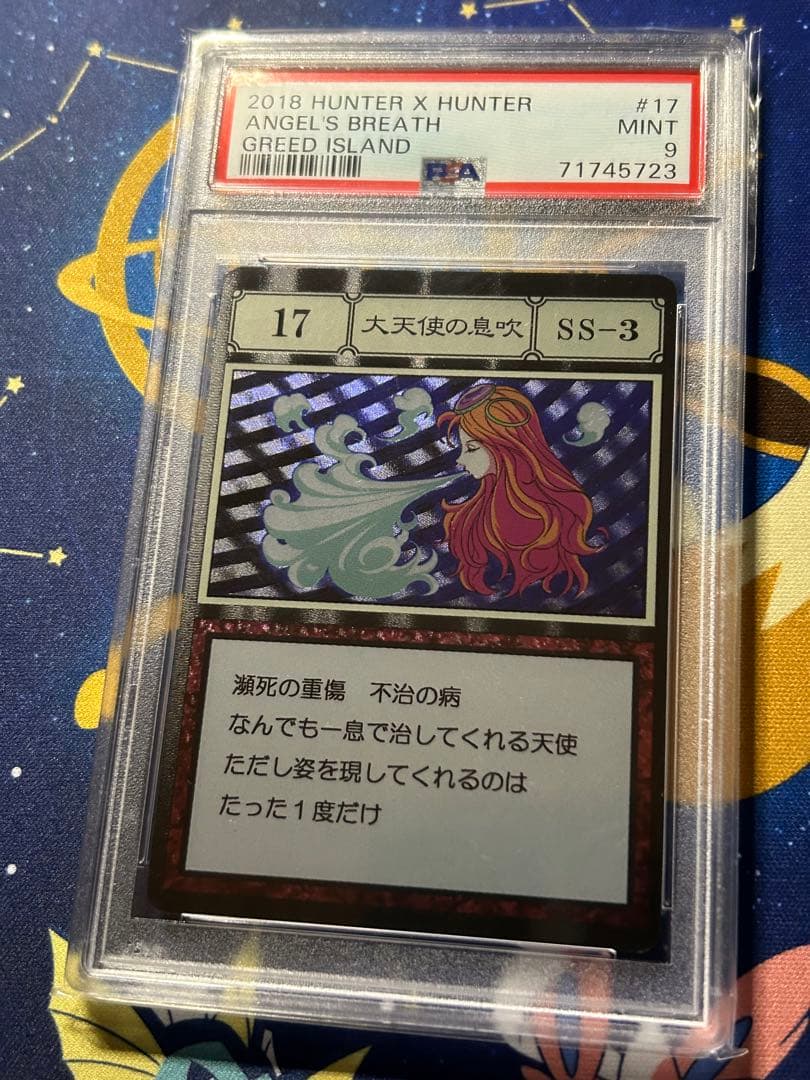 2018 HUNTER X HUNTER #17
ANGEL'S BREATH MINT
GREED ISLAND 9
PSA 71745723
17 大天使の息吹 SS-3
瀕死の重傷 不治の病
なんでも一息で治してくれる天使
ただし姿を現してくれるのは
たった1度だけ